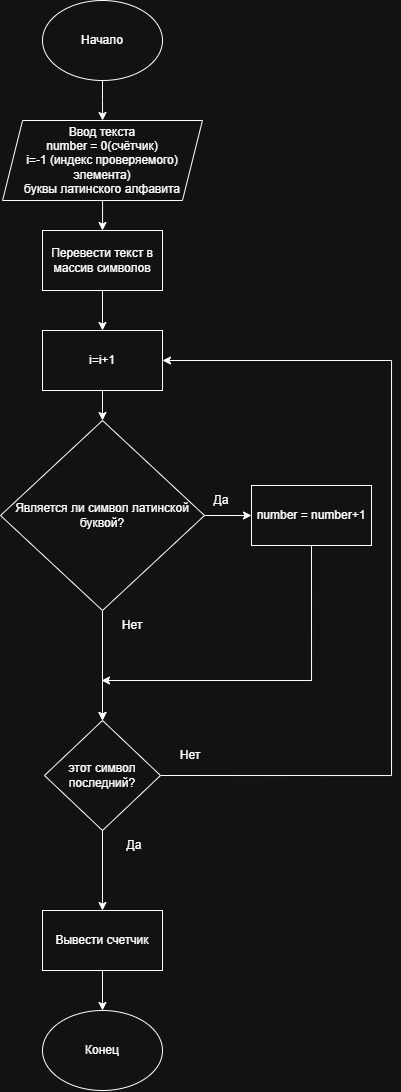 Начало
Ввод текста
number = 0(счётчик)
i=-1 (индекс проверяемого)
элемента)
буквы латинского алфавита
Перевести текст в
массив символов
i=i+1
Является ли символ латинской
буквой?
Да
number = number+1
Нет
этот символ
последний?
Нет
Да
Вывести счетчик
Конец